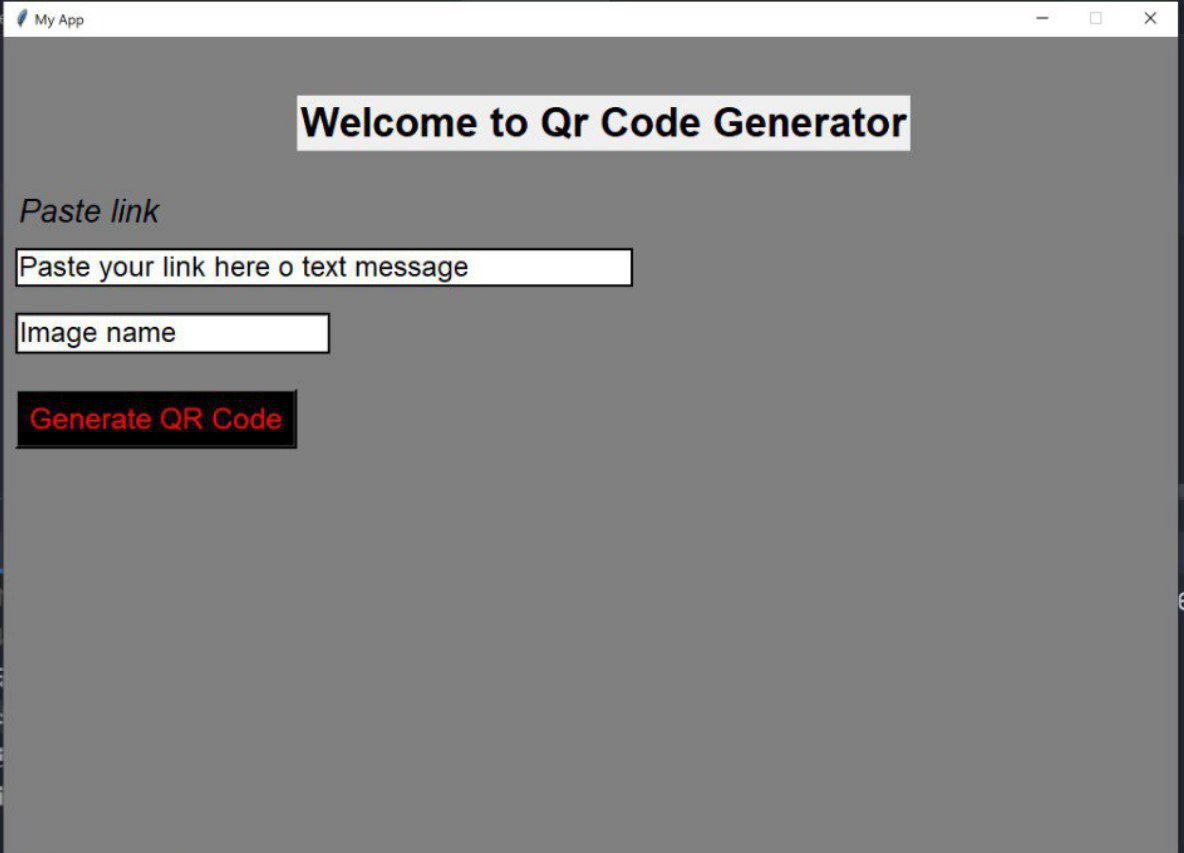 My App
Welcome to Qr Code Generator
Paste link
Paste your link here o text message
Image name
Generate QR Code